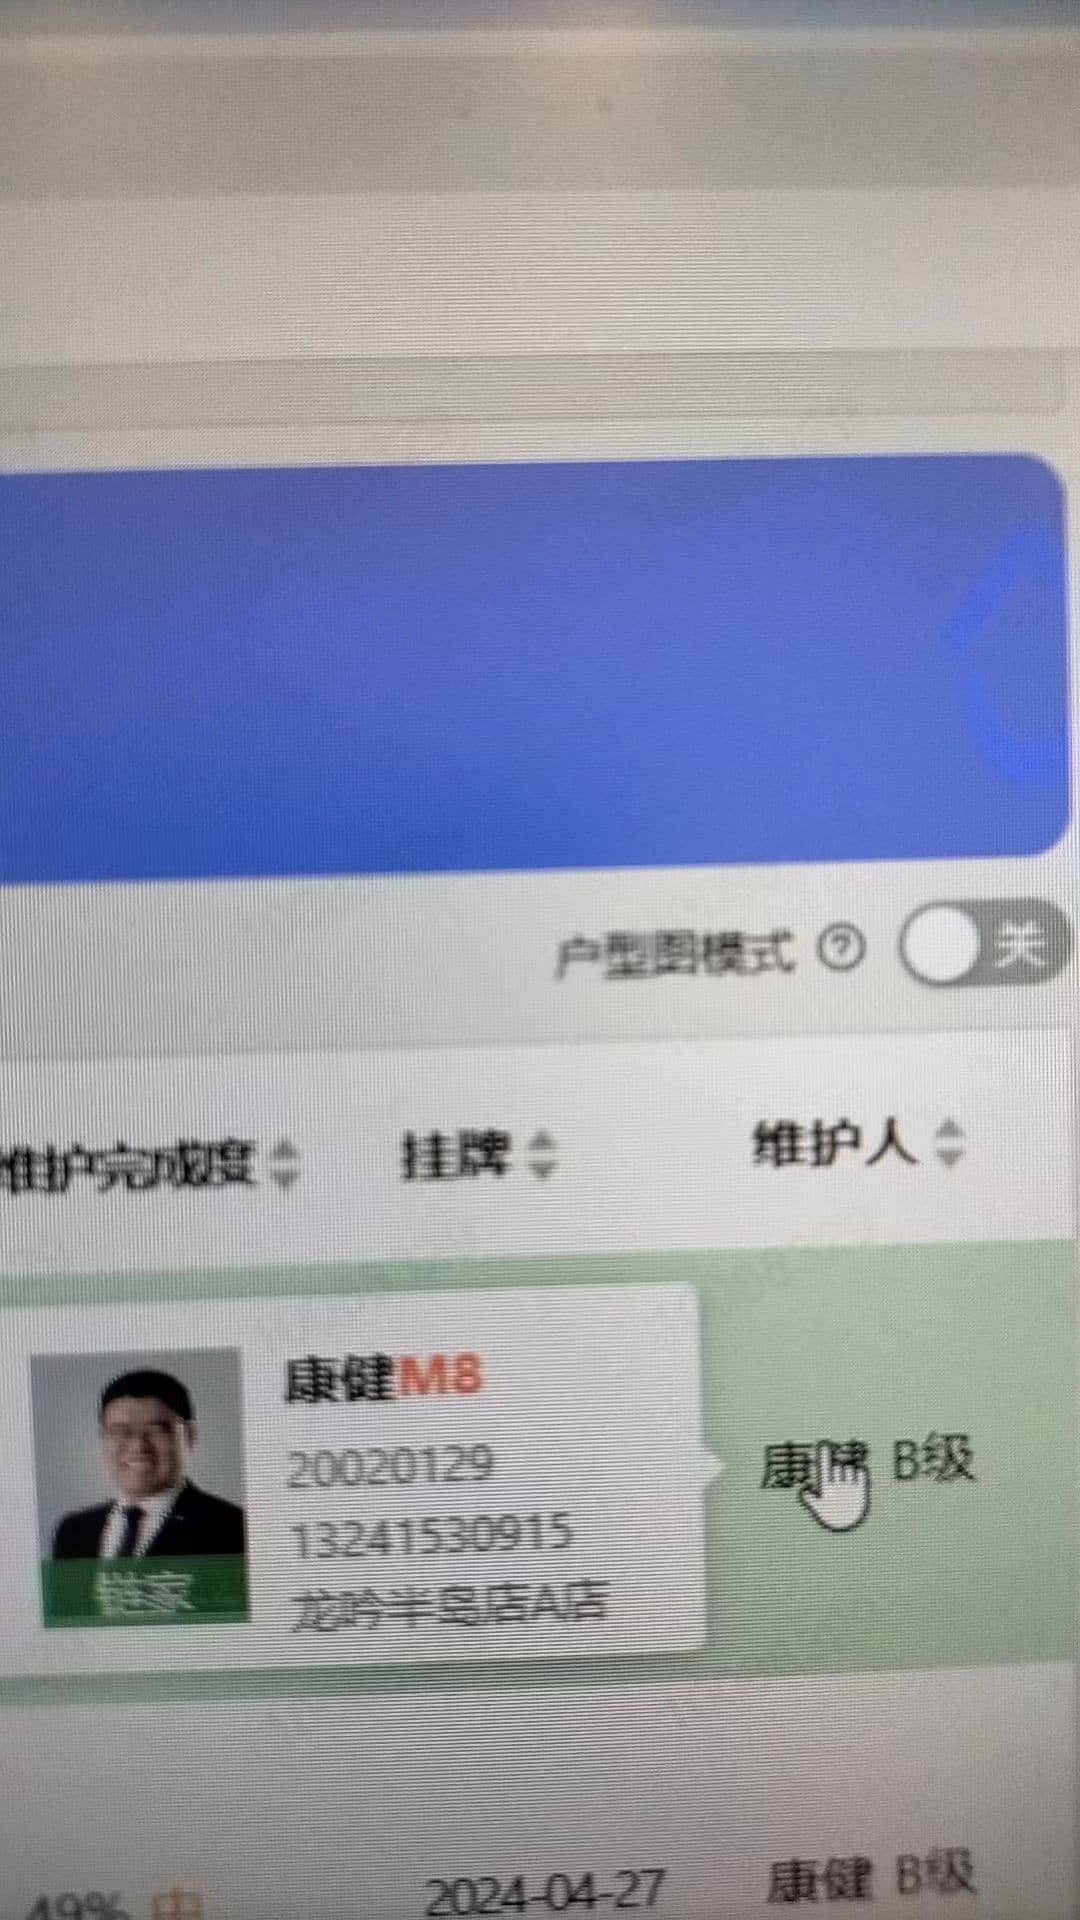 户型图模式 ? 关
维护完成度 挂牌 维护人
康健M8
20020129
13241530915
龙吟半岛店A店
链家
康健 B级
49% 中 2024-04-27 康健 B级